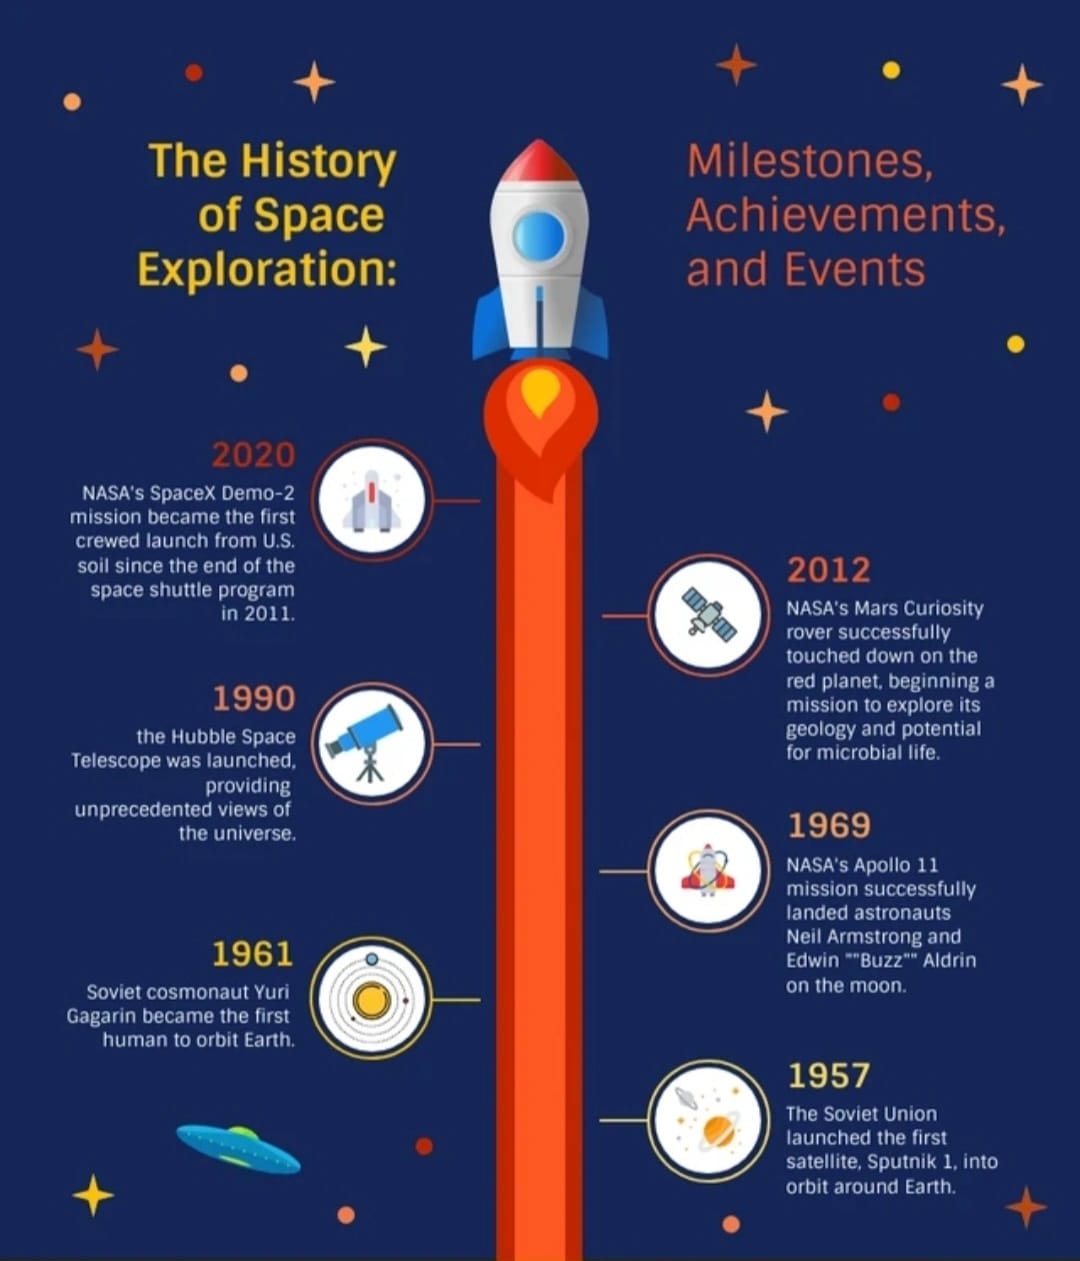 The History
of Space
Exploration:
Milestones,
Achievements,
and Events
2020
NASA's SpaceX Demo-2
mission became the first
crewed launch from U.S.
soil since the end of the
space shuttle program
in 2011.
2012
NASA's Mars Curiosity
rover successfully
touched down on the
red planet, beginning a
mission to explore its
geology and potential
for microbial life.
1990
the Hubble Space
Telescope was launched,
providing
unprecedented views of
the universe.
1969
NASA's Apollo 11
mission successfully
landed astronauts
Neil Armstrong and
Edwin ""Buzz"" Aldrin
on the moon.
1961
Soviet cosmonaut Yuri
Gagarin became the first
human to orbit Earth.
1957
The Soviet Union
launched the first
satellite, Sputnik 1, into
orbit around Earth.